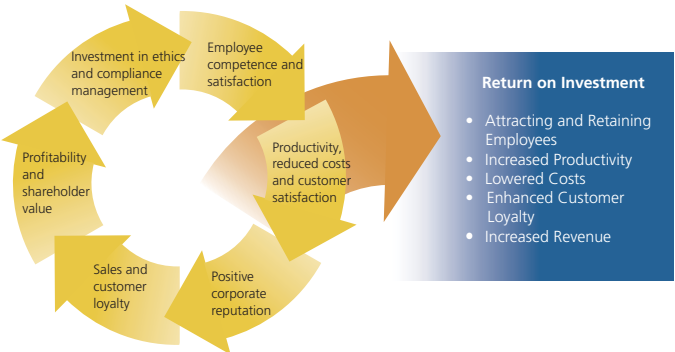 Investment in ethics
and compliance
management
Employee
competence and
satisfaction
Productivity,
reduced costs
and customer
satisfaction
Positive
corporate
reputation
Sales and
customer
loyalty
Profitability
and
shareholder
value
Return on Investment
• Attracting and Retaining
Employees
• Increased Productivity
• Lowered Costs
• Enhanced Customer
Loyalty
• Increased Revenue